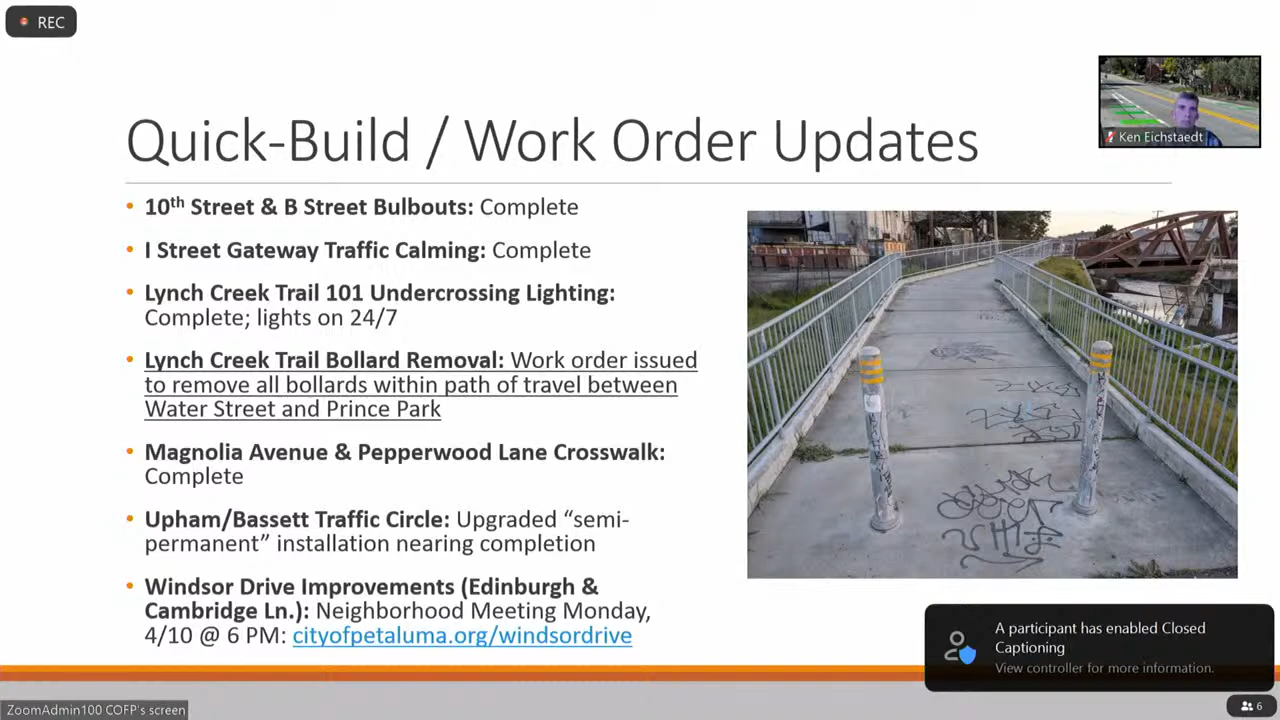 REC
Ken Eichstaedt
Quick-Build / Work Order Updates
• 10th Street & B Street Bulbouts: Complete
• I Street Gateway Traffic Calming: Complete
• Lynch Creek Trail 101 Undercrossing Lighting:
Complete; lights on 24/7
• Lynch Creek Trail Bollard Removal: Work order issued
to remove all bollards within path of travel between
Water Street and Prince Park
• Magnolia Avenue & Pepperwood Lane Crosswalk:
Complete
• Upham/Bassett Traffic Circle: Upgraded “semi-
permanent” installation nearing completion
• Windsor Drive Improvements (Edinburgh &
Cambridge Ln.): Neighborhood Meeting Monday,
4/10 @ 6 PM: cityofpetaluma.org/windsordrive
A participant has enabled Closed
Captioning
View controller for more information.
ZoomAdmin100 COFP's screen
6